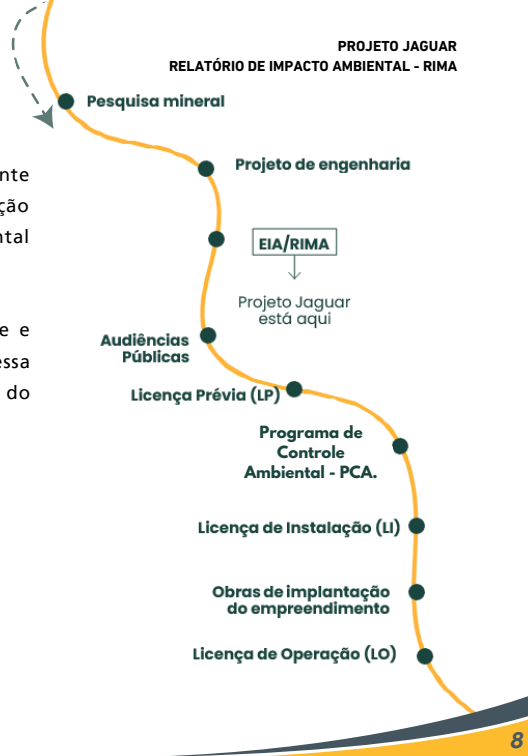 PROJETO JAGUAR
RELATÓRIO DE IMPACTO AMBIENTAL - RIMA
Pesquisa mineral
Projeto de engenharia
EIA/RIMA
Projeto Jaguar
está aqui
Audiências
Públicas
Licença Prévia (LP)
Programa de
Controle
Ambiental - PCA.
Licença de Instalação (LI)
Obras de implantação
do empreendimento
Licença de Operação (LO)
e e
do
8